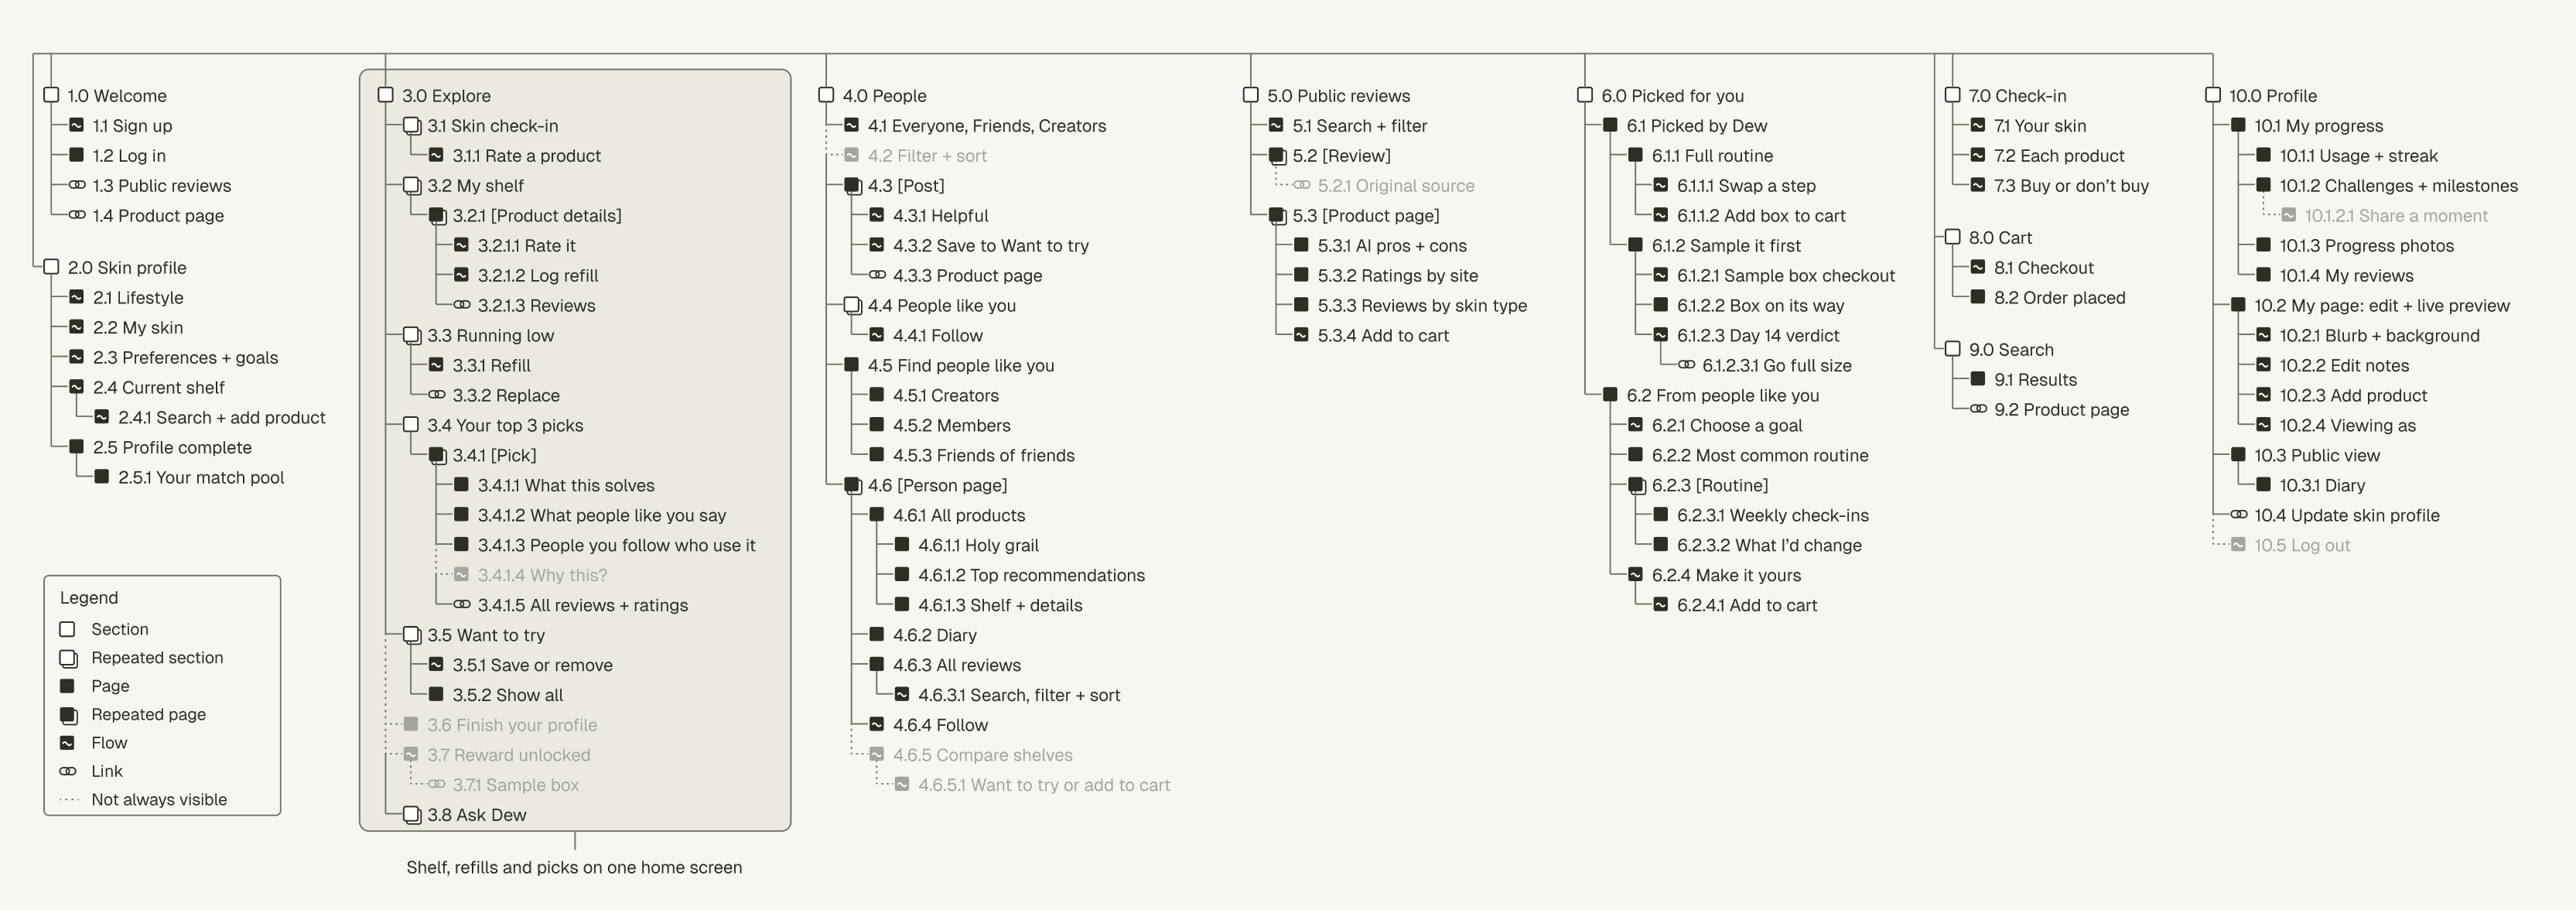 1.0 Welcome
1.1 Sign up
1.2 Log in
1.3 Public reviews
1.4 Product page
2.0 Skin profile
2.1 Lifestyle
2.2 My skin
2.3 Preferences + goals
2.4 Current shelf
2.4.1 Search + add product
2.5 Profile complete
2.5.1 Your match pool
Legend
Section
Repeated section
Page
Repeated page
Flow
Link
Not always visible
3.0 Explore
3.1 Skin check-in
3.1.1 Rate a product
3.2 My shelf
3.2.1 [Product details]
3.2.1.1 Rate it
3.2.1.2 Log refill
3.2.1.3 Reviews
3.3 Running low
3.3.1 Refill
3.3.2 Replace
3.4 Your top 3 picks
3.4.1 [Pick]
3.4.1.1 What this solves
3.4.1.2 What people like you say
3.4.1.3 People you follow who use it
3.4.1.4 Why this?
3.4.1.5 All reviews + ratings
3.5 Want to try
3.5.1 Save or remove
3.5.2 Show all
3.6 Finish your profile
3.7 Reward unlocked
3.7.1 Sample box
3.8 Ask Dew
Shelf, refills and picks on one home screen
4.0 People
4.1 Everyone, Friends, Creators
4.2 Filter + sort
4.3 [Post]
4.3.1 Helpful
4.3.2 Save to Want to try
4.3.3 Product page
4.4 People like you
4.4.1 Follow
4.5 Find people like you
4.5.1 Creators
4.5.2 Members
4.5.3 Friends of friends
4.6 [Person page]
4.6.1 All products
4.6.1.1 Holy grail
4.6.1.2 Top recommendations
4.6.1.3 Shelf + details
4.6.2 Diary
4.6.3 All reviews
4.6.3.1 Search, filter + sort
4.6.4 Follow
4.6.5 Compare shelves
4.6.5.1 Want to try or add to cart
5.0 Public reviews
5.1 Search + filter
5.2 [Review]
5.2.1 Original source
5.3 [Product page]
5.3.1 AI pros + cons
5.3.2 Ratings by site
5.3.3 Reviews by skin type
5.3.4 Add to cart
6.0 Picked for you
6.1 Picked by Dew
6.1.1 Full routine
6.1.1.1 Swap a step
6.1.1.2 Add box to cart
6.1.2 Sample it first
6.1.2.1 Sample box checkout
6.1.2.2 Box on its way
6.1.2.3 Day 14 verdict
6.1.2.3.1 Go full size
6.2 From people like you
6.2.1 Choose a goal
6.2.2 Most common routine
6.2.3 [Routine]
6.2.3.1 Weekly check-ins
6.2.3.2 What I’d change
6.2.4 Make it yours
6.2.4.1 Add to cart
7.0 Check-in
7.1 Your skin
7.2 Each product
7.3 Buy or don’t buy
8.0 Cart
8.1 Checkout
8.2 Order placed
9.0 Search
9.1 Results
9.2 Product page
10.0 Profile
10.1 My progress
10.1.1 Usage + streak
10.1.2 Challenges + milestones
10.1.2.1 Share a moment
10.1.3 Progress photos
10.1.4 My reviews
10.2 My page: edit + live preview
10.2.1 Blurb + background
10.2.2 Edit notes
10.2.3 Add product
10.2.4 Viewing as
10.3 Public view
10.3.1 Diary
10.4 Update skin profile
10.5 Log out